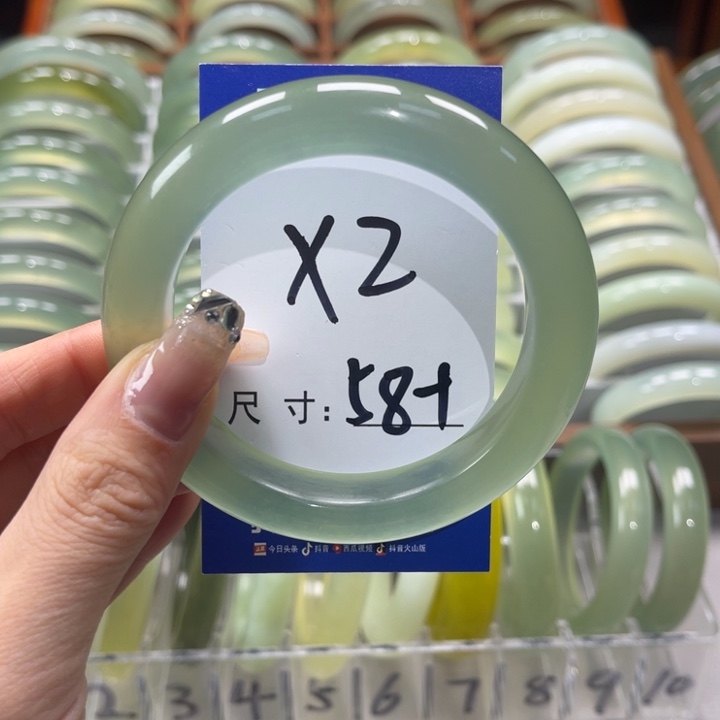 X2
尺寸: 58+
今日头条 抖音 西瓜视频 抖音火山版
2 3 4 5 6 7 8 9 10